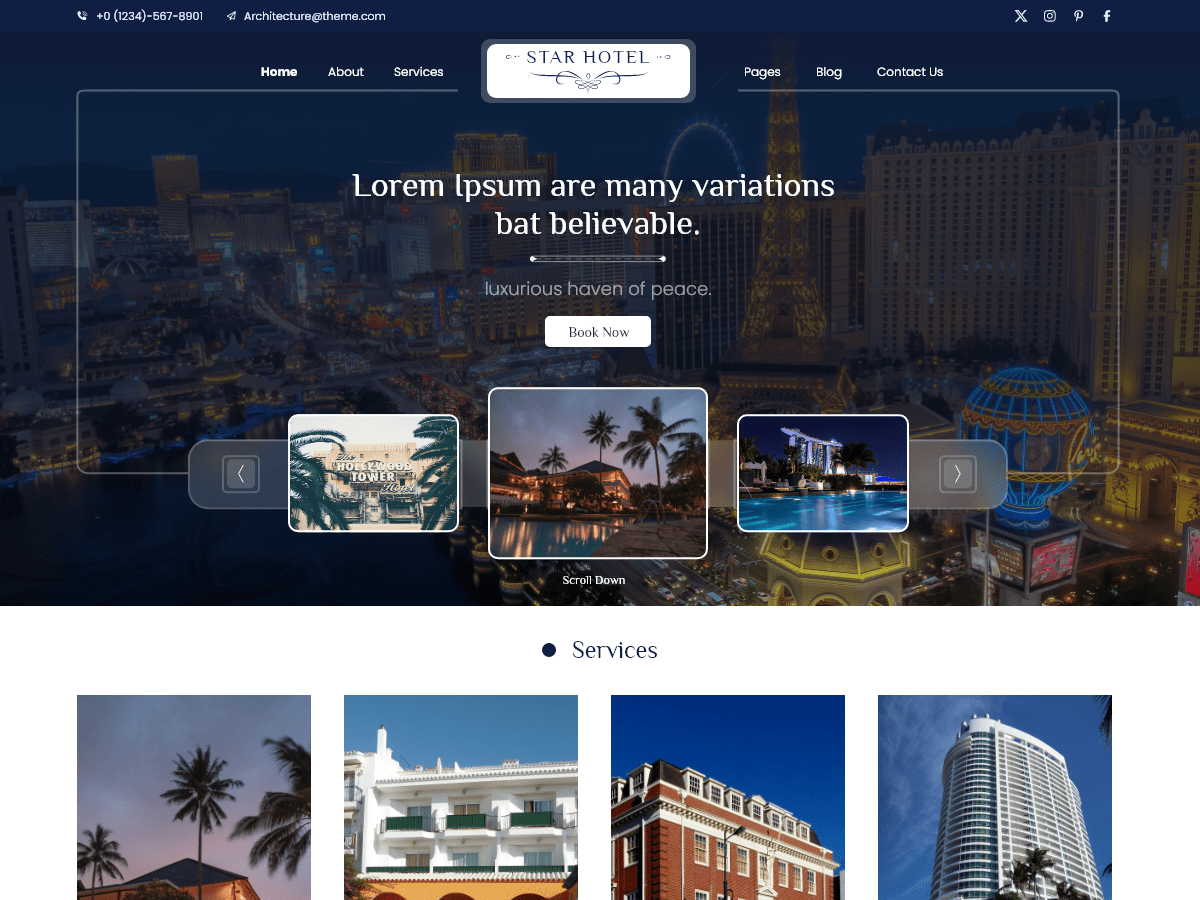 +0 (1234)-567-8901
Architecture@theme.com
STAR HOTEL
Home
About
Services
Pages
Blog
Contact Us
Lorem Ipsum are many variations
bat believable.
luxurious haven of peace.
Book Now
The
HOLLYWOOD
TOWER
Hotel
Scroll Down
Services